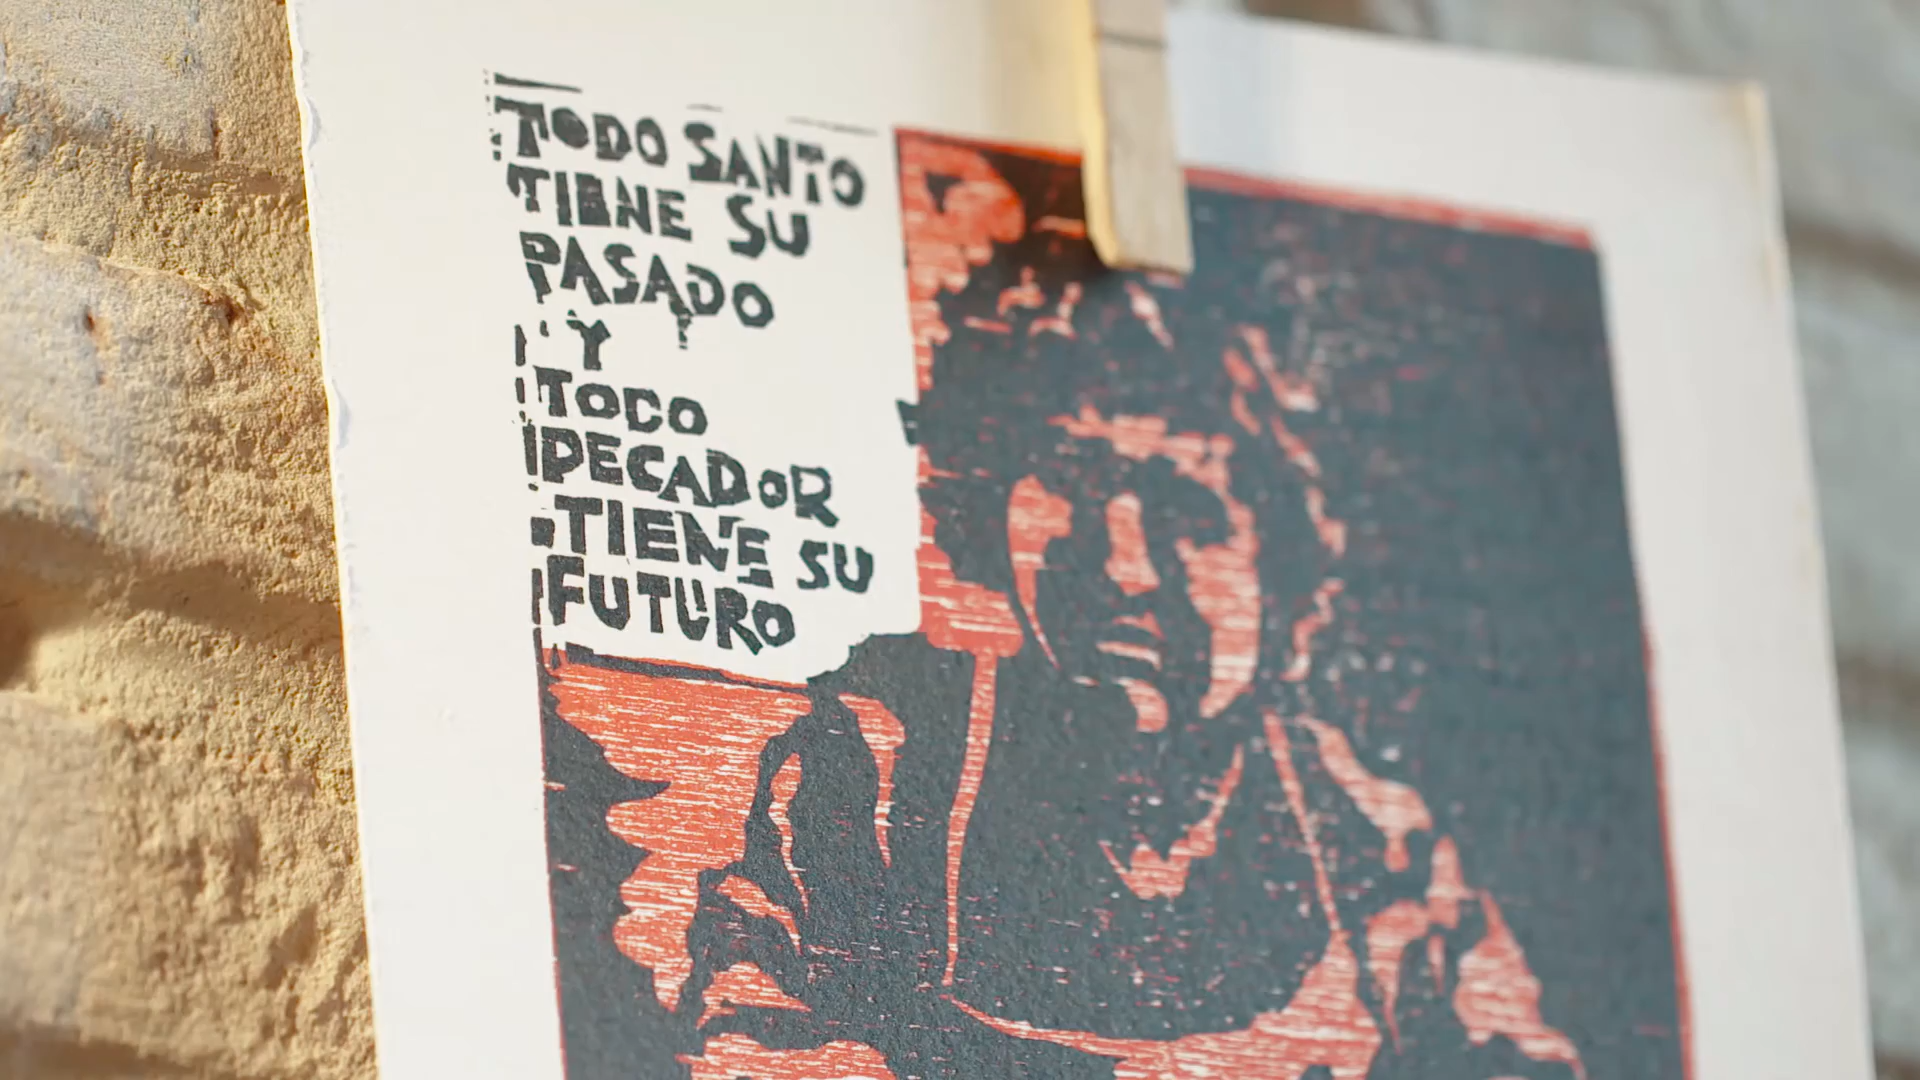 TODO SANTO
TIENE SU
PASADO
Y
TODO
PECADOR
TIENE SU
FUTURO